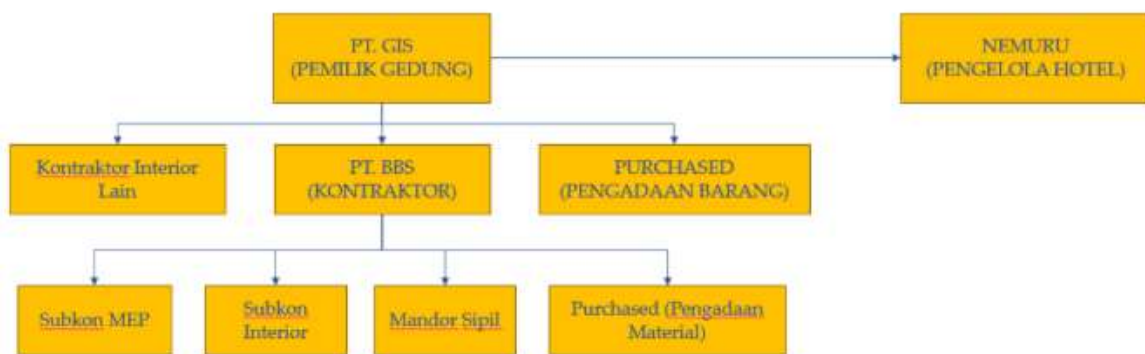 PT. GIS
(PEMILIK GEDUNG)
NEMURU
(PENGELOLA HOTEL)
Kontraktor Interior
Lain
PT. BBS
(KONTRAKTOR)
PURCHASED
(PENGADAAN BARANG)
Subkon MEP
Subkon
Interior
Mandor Sipil
Purchased (Pengadaan
Material)